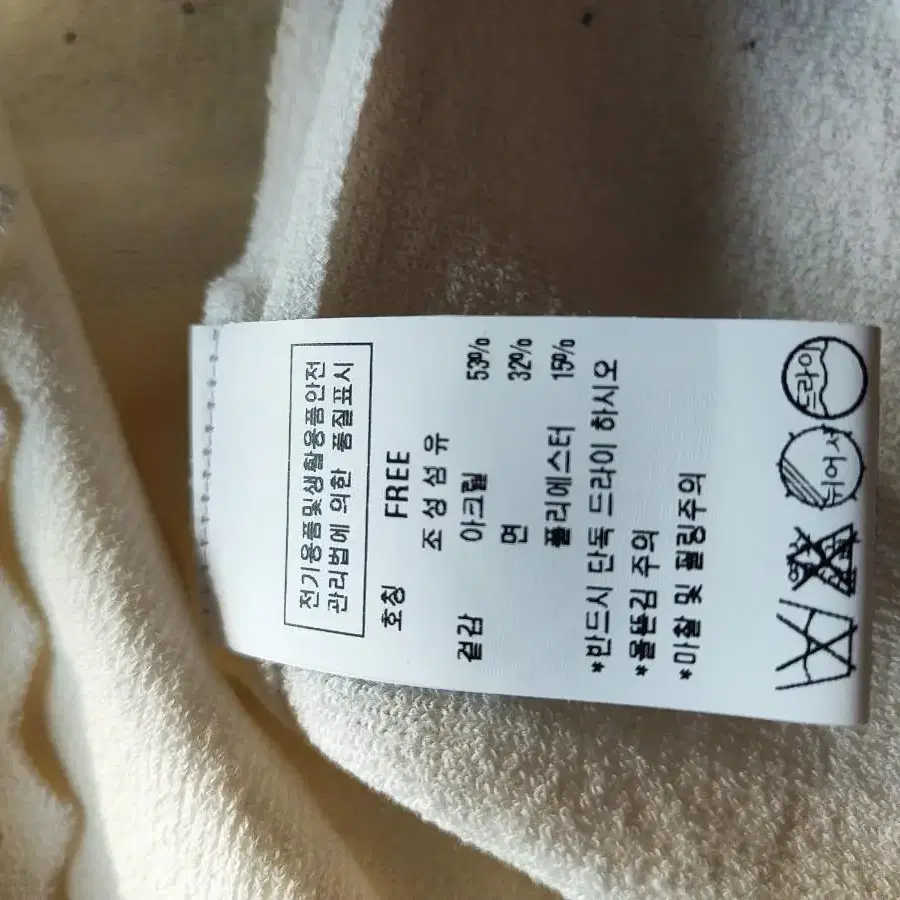 전기용품및생활용품안전
관리법에 의한 품질표시
호칭 FREE
조성섬유
겉감 아크릴 53%
면 32%
폴리에스터 15%
*반드시 단독 드라이 하시오
*올뜯김 주의
*마찰 및 필링주의
뉘어서
드라이